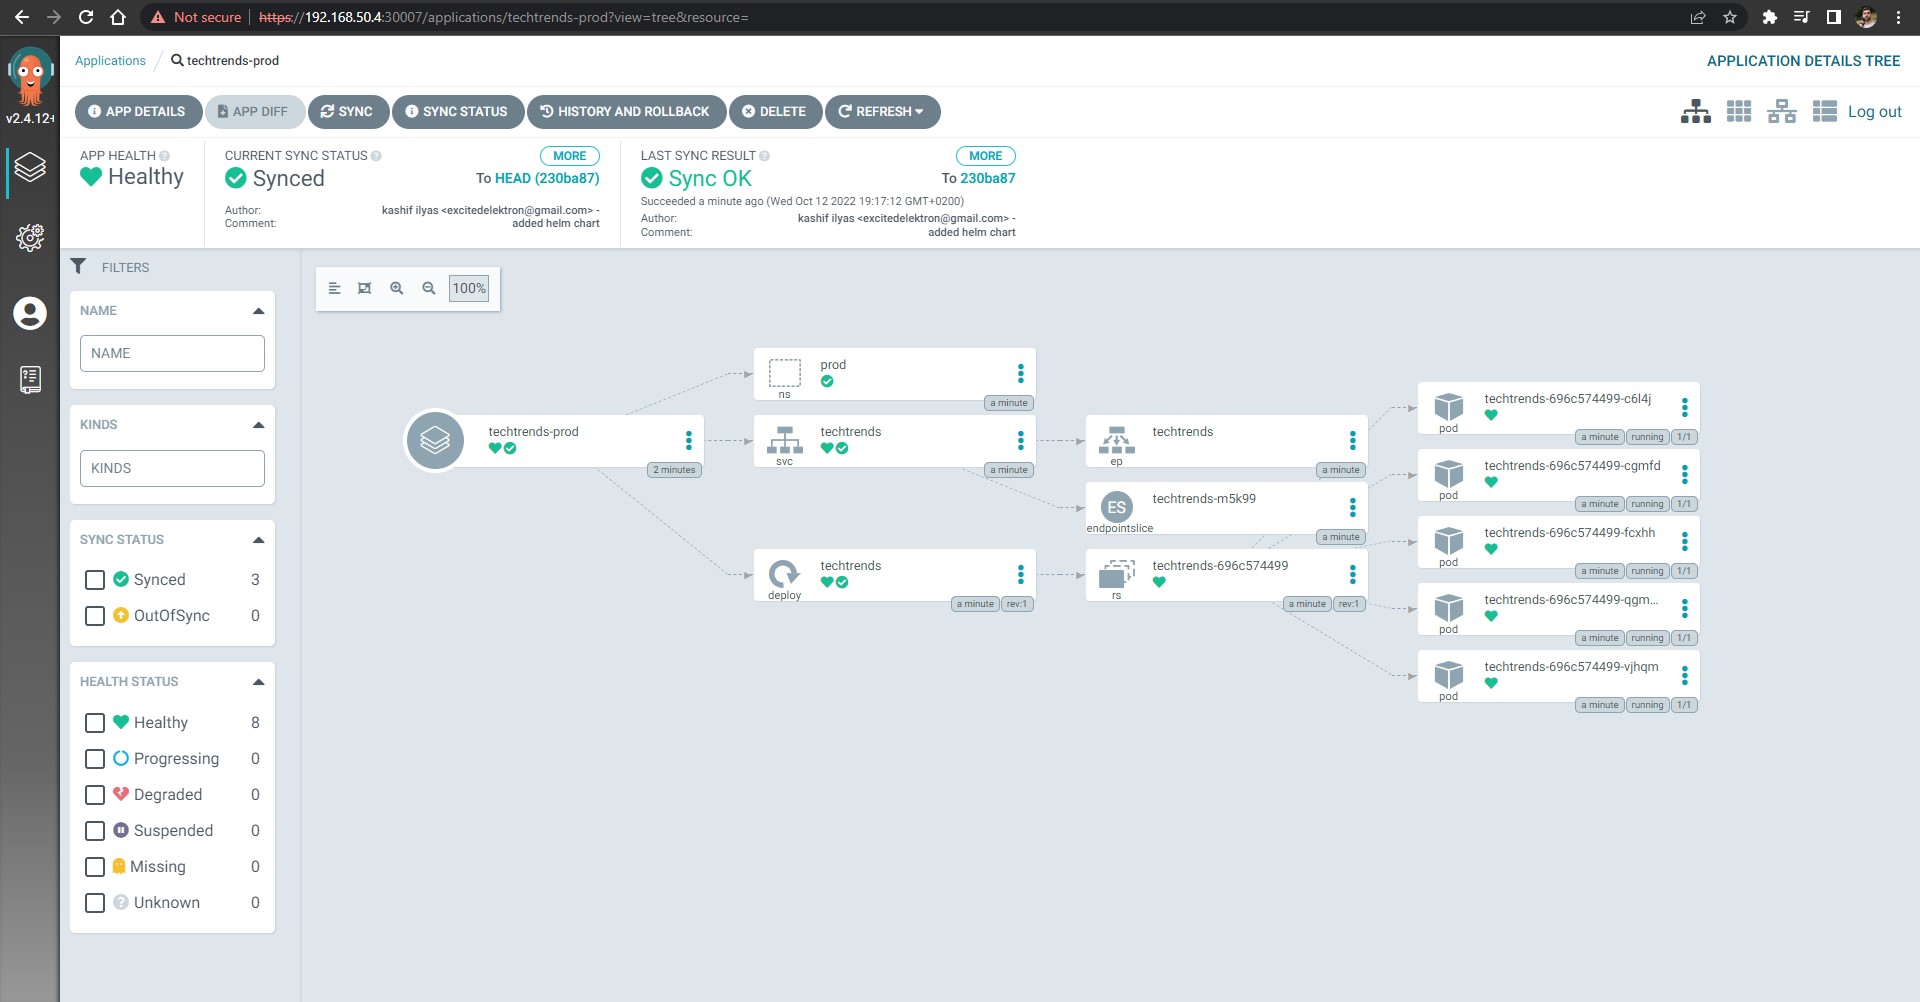 Not secure | https://192.168.50.4:30007/applications/techtrends-prod?view=tree&resource=
v2.4.12+
Applications / techtrends-prod
APPLICATION DETAILS TREE
APP DETAILS
APP DIFF
SYNC
SYNC STATUS
HISTORY AND ROLLBACK
DELETE
REFRESH
Log out
APP HEALTH
Healthy
CURRENT SYNC STATUS
MORE
Synced
To HEAD (230ba87)
Author: kashif ilyas <excitedelektron@gmail.com> -
Comment: added helm chart
LAST SYNC RESULT
MORE
Sync OK
To 230ba87
Succeeded a minute ago (Wed Oct 12 2022 19:17:12 GMT+0200)
Author: kashif ilyas <excitedelektron@gmail.com> -
Comment: added helm chart
FILTERS
NAME
NAME
KINDS
KINDS
SYNC STATUS
Synced 3
OutOfSync 0
HEALTH STATUS
Healthy 8
Progressing 0
Degraded 0
Suspended 0
Missing 0
Unknown 0
100%
techtrends-prod
2 minutes
prod
ns
a minute
techtrends
svc
a minute
techtrends
deploy
a minute rev:1
techtrends
ep
a minute
ES
techtrends-m5k99
endpointslice
a minute
techtrends-696c574499
rs
a minute rev:1
techtrends-696c574499-c6l4j
pod
a minute running 1/1
techtrends-696c574499-cgmfd
pod
a minute running 1/1
techtrends-696c574499-fcxhh
pod
a minute running 1/1
techtrends-696c574499-qgm...
pod
a minute running 1/1
techtrends-696c574499-vjhqm
pod
a minute running 1/1